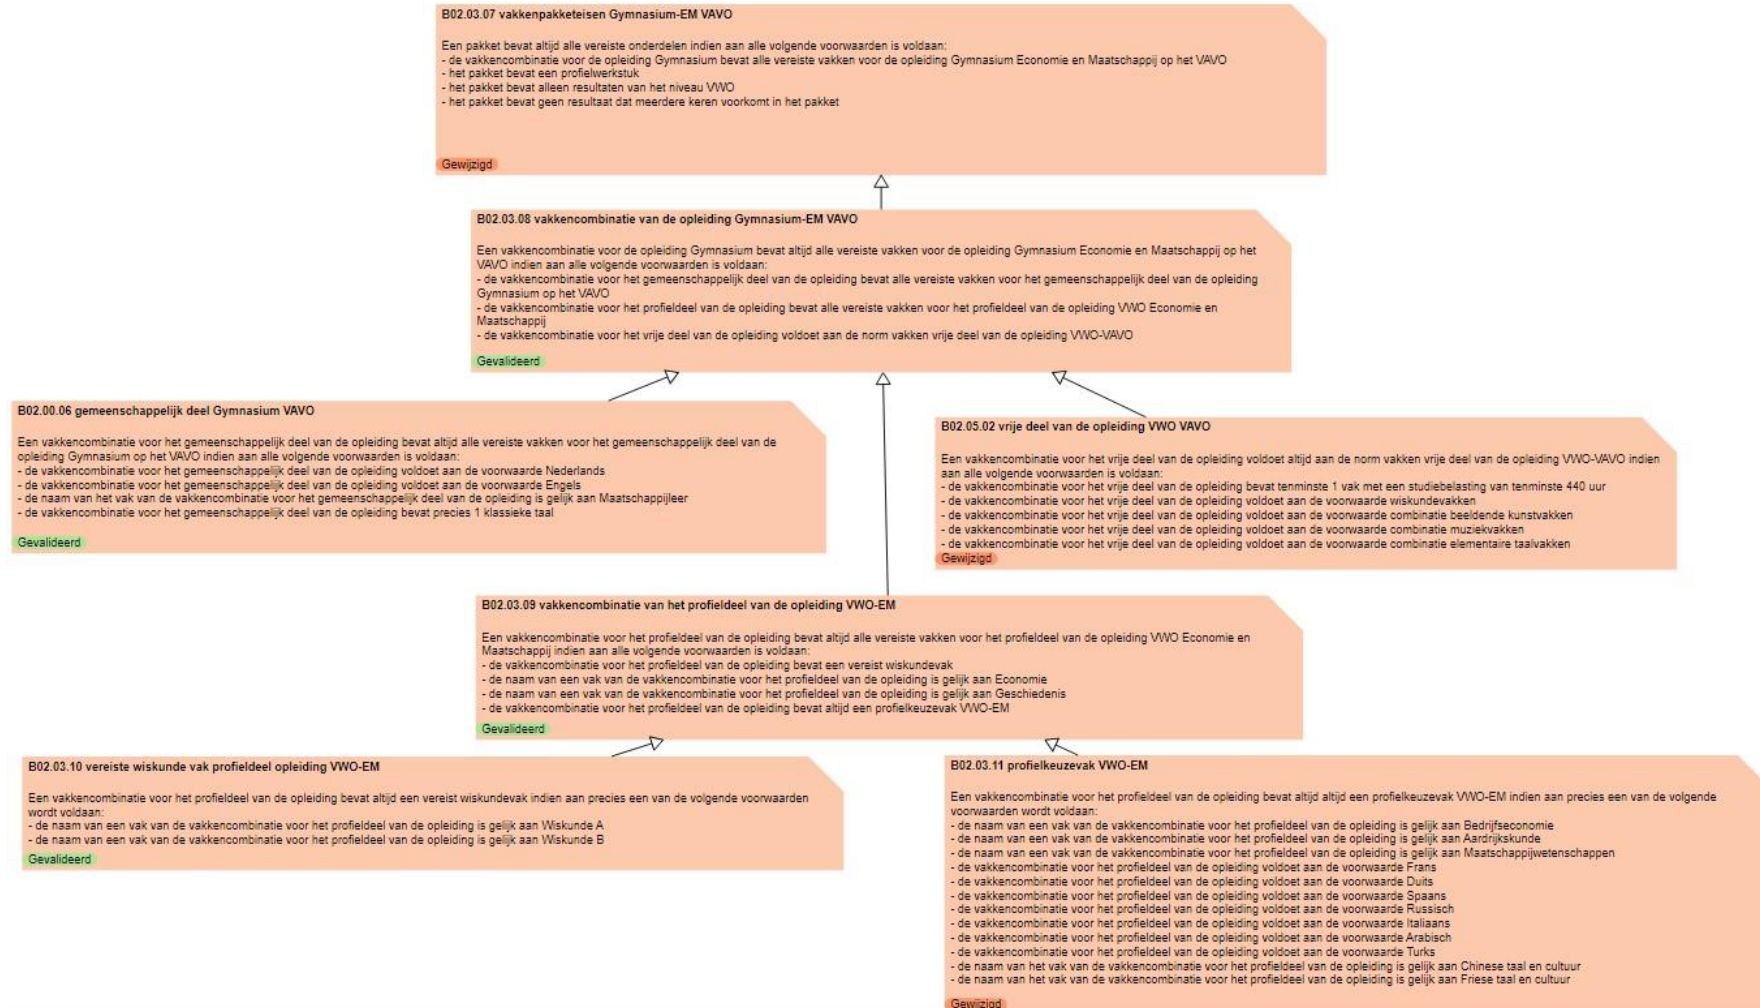 B02.03.07 vakkenpakketeisen Gymnasium-EM VAVO
Een pakket bevat altijd alle vereiste onderdelen indien aan alle volgende voorwaarden is voldaan:
- de vakkencombinatie voor de opleiding Gymnasium bevat alle vereiste vakken voor de opleiding Gymnasium Economie en Maatschappij op het VAVO
- het pakket bevat een profielwerkstuk
- het pakket bevat alleen resultaten van het niveau VWO
- het pakket bevat geen resultaat dat meerdere keren voorkomt in het pakket
Gewijzigd
B02.03.08 vakkencombinatie van de opleiding Gymnasium-EM VAVO
Een vakkencombinatie voor de opleiding Gymnasium bevat altijd alle vereiste vakken voor de opleiding Gymnasium Economie en Maatschappij op het
VAVO indien aan alle volgende voorwaarden is voldaan:
- de vakkencombinatie voor het gemeenschappelijk deel van de opleiding bevat alle vereiste vakken voor het gemeenschappelijk deel van de opleiding
Gymnasium op het VAVO
- de vakkencombinatie voor het profieldeel van de opleiding bevat alle vereiste vakken voor het profieldeel van de opleiding VWO Economie en
Maatschappij
- de vakkencombinatie voor het vrije deel van de opleiding voldoet aan de norm vakken vrije deel van de opleiding VWO-VAVO
Gevalideerd
B02.00.06 gemeenschappelijk deel Gymnasium VAVO
Een vakkencombinatie voor het gemeenschappelijk deel van de opleiding bevat altijd alle vereiste vakken voor het gemeenschappelijk deel van de
opleiding Gymnasium op het VAVO indien aan alle volgende voorwaarden is voldaan:
- de vakkencombinatie voor het gemeenschappelijk deel van de opleiding voldoet aan de voorwaarde Nederlands
- de vakkencombinatie voor het gemeenschappelijk deel van de opleiding voldoet aan de voorwaarde Engels
- de naam van het vak van de vakkencombinatie voor het gemeenschappelijk deel van de opleiding is gelijk aan Maatschappijleer
- de vakkencombinatie voor het gemeenschappelijk deel van de opleiding bevat precies 1 klassieke taal
Gevalideerd
B02.05.02 vrije deel van de opleiding VWO VAVO
Een vakkencombinatie voor het vrije deel van de opleiding voldoet altijd aan de norm vakken vrije deel van de opleiding VWO-VAVO indien
aan alle volgende voorwaarden is voldaan:
- de vakkencombinatie voor het vrije deel van de opleiding bevat tenminste 1 vak met een studiebelasting van tenminste 440 uur
- de vakkencombinatie voor het vrije deel van de opleiding voldoet aan de voorwaarde wiskundevakken
- de vakkencombinatie voor het vrije deel van de opleiding voldoet aan de voorwaarde combinatie beeldende kunstvakken
- de vakkencombinatie voor het vrije deel van de opleiding voldoet aan de voorwaarde combinatie muziekvakken
- de vakkencombinatie voor het vrije deel van de opleiding voldoet aan de voorwaarde combinatie elementaire taalvakken
Gewijzigd
B02.03.09 vakkencombinatie van het profieldeel van de opleiding VWO-EM
Een vakkencombinatie voor het profieldeel van de opleiding bevat altijd alle vereiste vakken voor het profieldeel van de opleiding VWO Economie en
Maatschappij indien aan alle volgende voorwaarden is voldaan:
- de vakkencombinatie voor het profieldeel van de opleiding bevat een vereist wiskundevak
- de naam van een vak van de vakkencombinatie voor het profieldeel van de opleiding is gelijk aan Economie
- de naam van een vak van de vakkencombinatie voor het profieldeel van de opleiding is gelijk aan Geschiedenis
- de vakkencombinatie voor het profieldeel van de opleiding bevat altijd een profielkeuzevak VWO-EM
Gevalideerd
B02.03.10 vereiste wiskunde vak profieldeel opleiding VWO-EM
Een vakkencombinatie voor het profieldeel van de opleiding bevat altijd een vereist wiskundevak indien aan precies een van de volgende voorwaarden
wordt voldaan:
- de naam van een vak van de vakkencombinatie voor het profieldeel van de opleiding is gelijk aan Wiskunde A
- de naam van een vak van de vakkencombinatie voor het profieldeel van de opleiding is gelijk aan Wiskunde B
Gevalideerd
B02.03.11 profielkeuzevak VWO-EM
Een vakkencombinatie voor het profieldeel van de opleiding bevat altijd altijd een profielkeuzevak VWO-EM indien aan precies een van de volgende
voorwaarden wordt voldaan:
- de naam van een vak van de vakkencombinatie voor het profieldeel van de opleiding is gelijk aan Bedrijfseconomie
- de naam van een vak van de vakkencombinatie voor het profieldeel van de opleiding is gelijk aan Aardrijkskunde
- de naam van een vak van de vakkencombinatie voor het profieldeel van de opleiding is gelijk aan Maatschappijwetenschappen
- de vakkencombinatie voor het profieldeel van de opleiding voldoet aan de voorwaarde Frans
- de vakkencombinatie voor het profieldeel van de opleiding voldoet aan de voorwaarde Duits
- de vakkencombinatie voor het profieldeel van de opleiding voldoet aan de voorwaarde Spaans
- de vakkencombinatie voor het profieldeel van de opleiding voldoet aan de voorwaarde Russisch
- de vakkencombinatie voor het profieldeel van de opleiding voldoet aan de voorwaarde Italiaans
- de vakkencombinatie voor het profieldeel van de opleiding voldoet aan de voorwaarde Arabisch
- de vakkencombinatie voor het profieldeel van de opleiding voldoet aan de voorwaarde Turks
- de naam van het vak van de vakkencombinatie voor het profieldeel van de opleiding is gelijk aan Chinese taal en cultuur
- de naam van het vak van de vakkencombinatie voor het profieldeel van de opleiding is gelijk aan Friese taal en cultuur
Gewijzigd